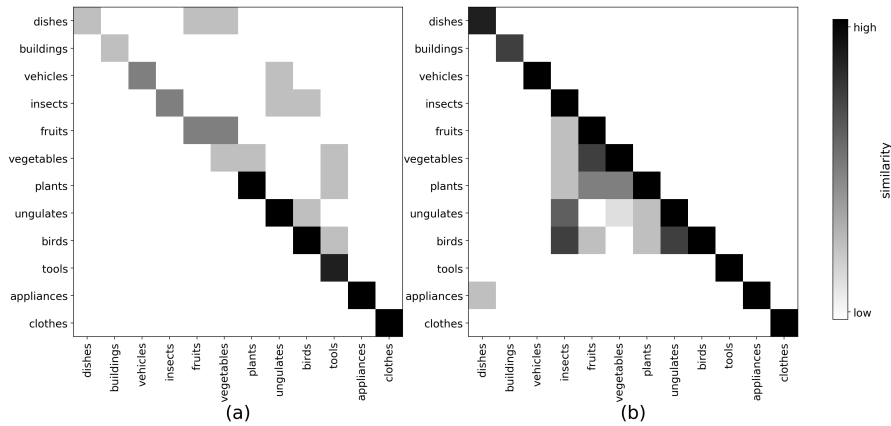 dishes
buildings
vehicles
insects
fruits
vegetables
plants
ungulates
birds
tools
appliances
clothes
dishes
buildings
vehicles
insects
fruits
vegetables
plants
ungulates
birds
tools
appliances
clothes
(a)
dishes
buildings
vehicles
insects
fruits
vegetables
plants
ungulates
birds
tools
appliances
clothes
dishes
buildings
vehicles
insects
fruits
vegetables
plants
ungulates
birds
tools
appliances
clothes
(b)
high
low
similarity